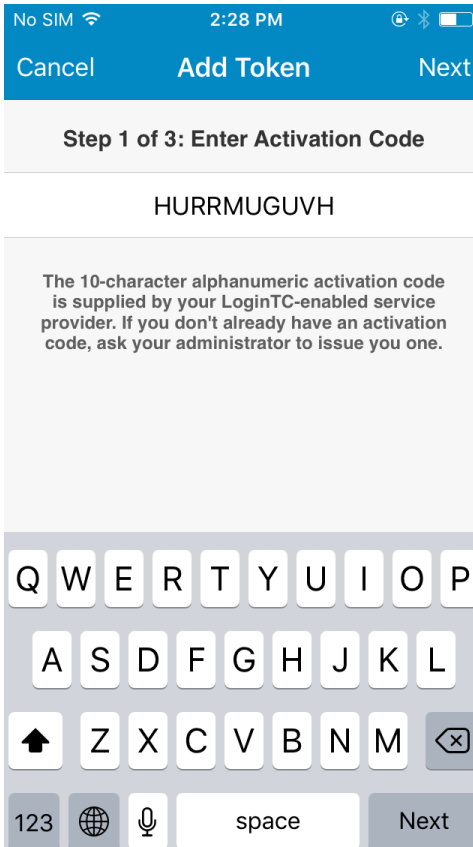 No SIM 2:28 PM
Cancel Add Token Next
Step 1 of 3: Enter Activation Code
HURRMUGUVH
The 10-character alphanumeric activation code
is supplied by your LoginTC-enabled service
provider. If you don't already have an activation
code, ask your administrator to issue you one.
Q W E R T Y U I O P
A S D F G H J K L
Z X C V B N M
123 space Next